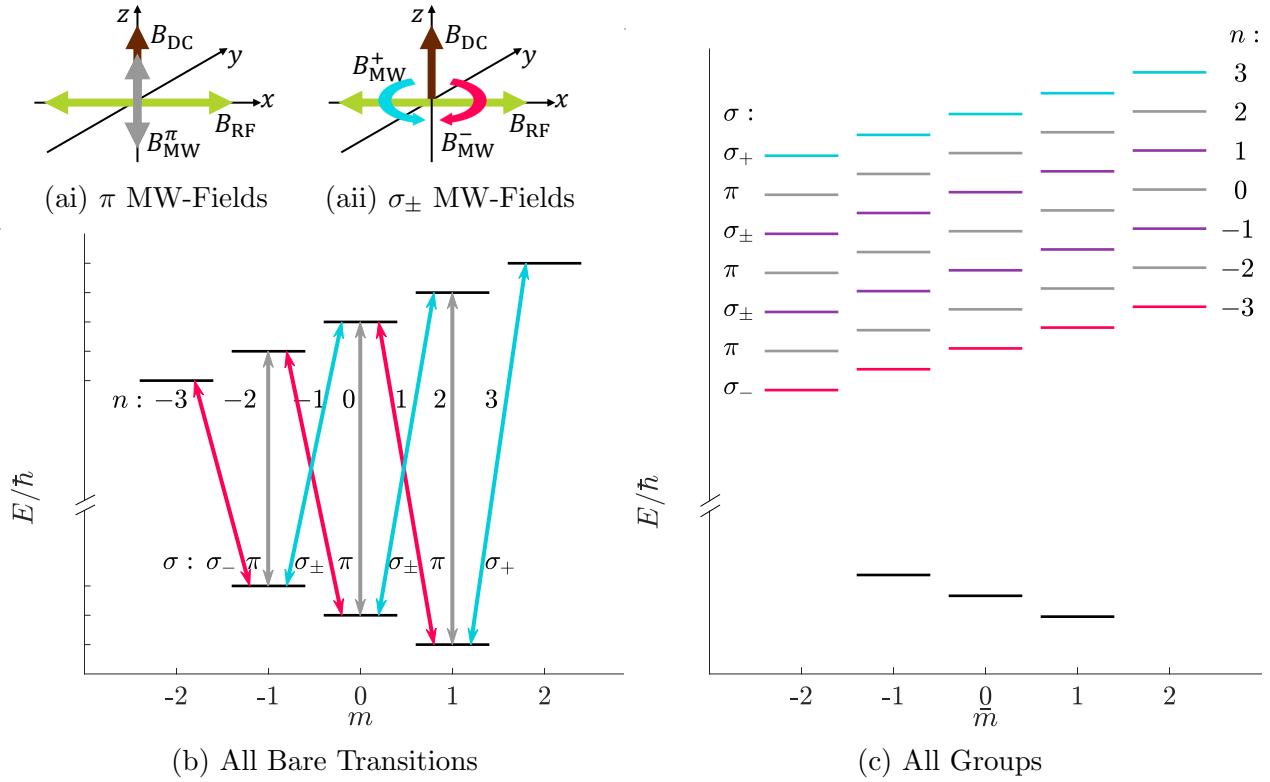 z
B_DC
y
x
B_RF
B^π_MW
(ai) π MW-Fields
z
B_DC
B^+_MW
y
x
B_RF
B^-_MW
(aii) σ± MW-Fields
E/ħ
n : −3 −2 −1 0 1 2 3
σ : σ− π σ± π σ± π σ+
-2 -1 0 1 2
m
(b) All Bare Transitions
n :
3
2
1
0
−1
−2
−3
σ :
σ+
π
σ±
π
σ±
π
σ−
E/ħ
-2 -1 0 1 2
m̄
(c) All Groups